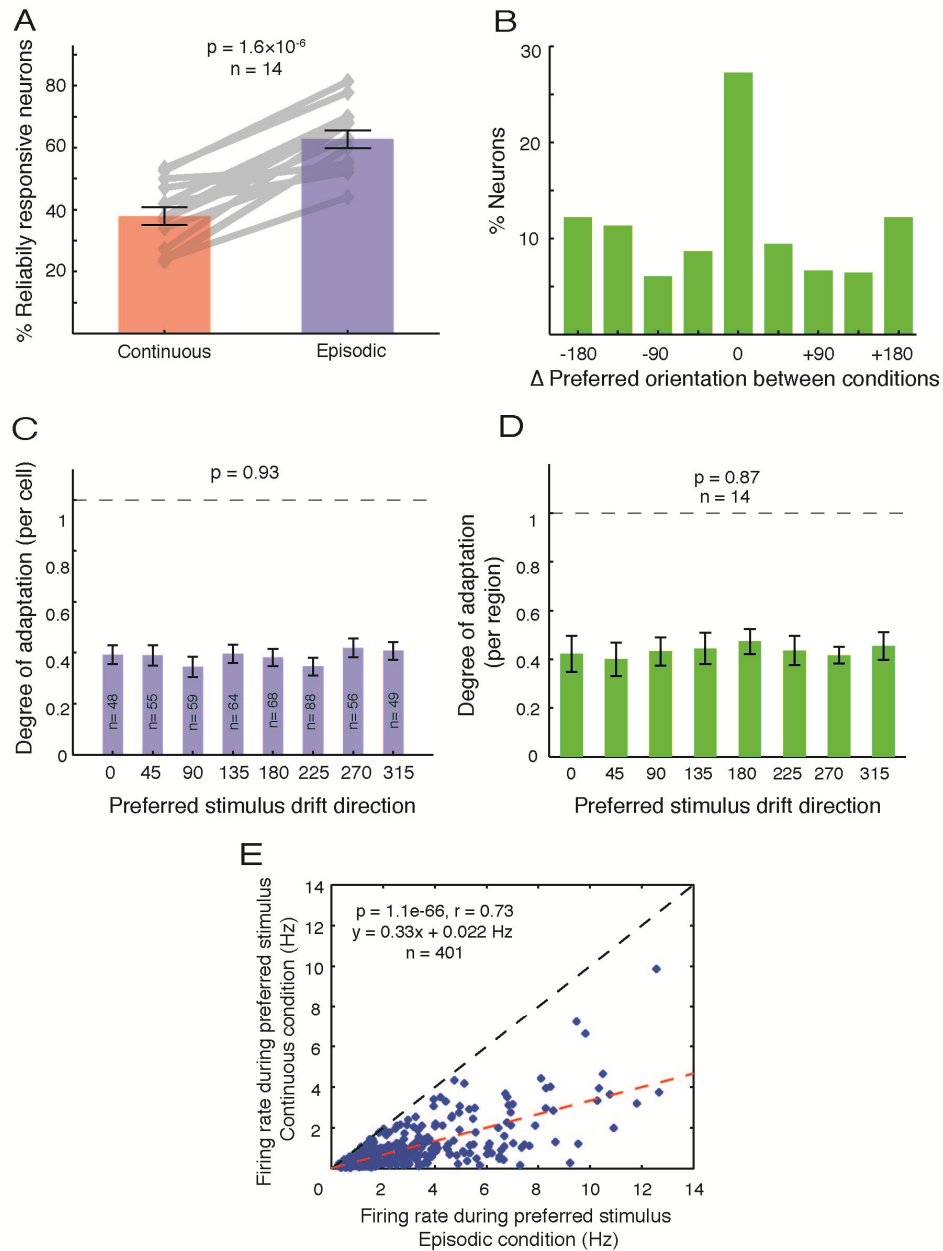 A
p = 1.6×10-6
n = 14
% Reliabily responsive neurons
80
60
40
20
Continuous
Episodic
B
% Neurons
30
20
10
-180
-90
0
+90
+180
Δ Preferred orientation between conditions
C
p = 0.93
Degree of adaptation (per cell)
1
0.8
0.6
0.4
0.2
0
n= 48
n= 55
n= 59
n= 64
n= 68
n= 88
n= 56
n= 49
0
45
90
135
180
225
270
315
Preferred stimulus drift direction
D
p = 0.87
n = 14
Degree of adaptation
(per region)
1
0.8
0.6
0.4
0.2
0
0
45
90
135
180
225
270
315
Preferred stimulus drift direction
E
p = 1.1e-66, r = 0.73
y = 0.33x + 0.022 Hz
n = 401
Firing rate during preferred stimulus
Continuous condition (Hz)
14
12
10
8
6
4
2
0
2
4
6
8
10
12
14
Firing rate during preferred stimulus
Episodic condition (Hz)